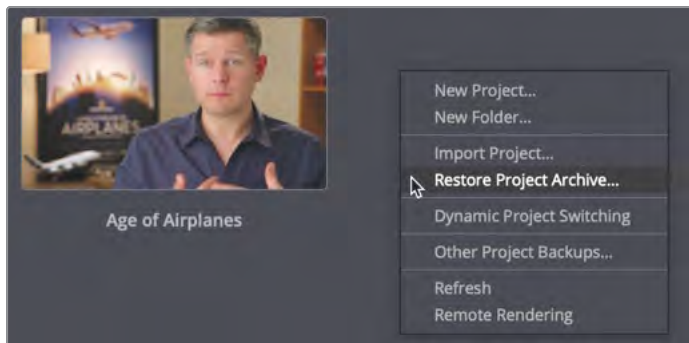 AIRPLANES
Age of Airplanes
New Project...
New Folder...
Import Project...
Restore Project Archive...
Dynamic Project Switching
Other Project Backups...
Refresh
Remote Rendering